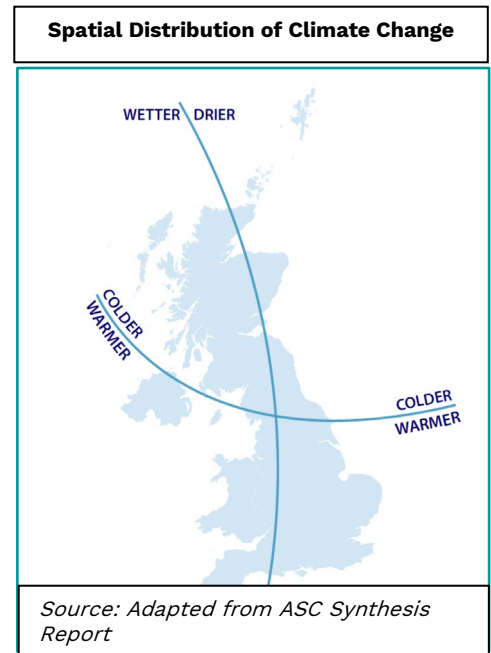 Spatial Distribution of Climate Change
WETTER DRIER
COLDER
WARMER
COLDER
WARMER
Source: Adapted from ASC Synthesis
Report